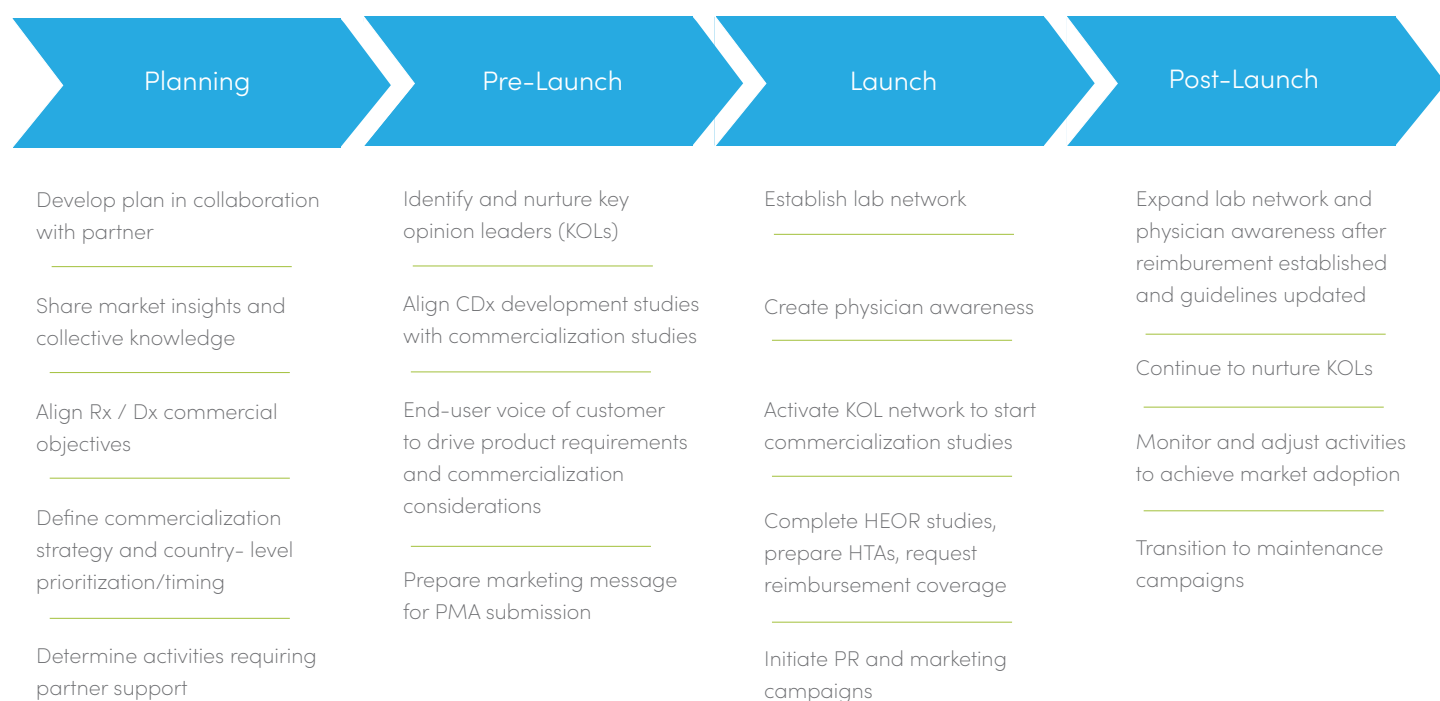 Planning
Develop plan in collaboration
with partner
Share market insights and
collective knowledge
Align Rx / Dx commercial
objectives
Define commercialization
strategy and country- level
prioritization/timing
Determine activities requiring
partner support
Pre-Launch
Identify and nurture key
opinion leaders (KOLs)
Align CDx development studies
with commercialization studies
End-user voice of customer
to drive product requirements
and commercialization
considerations
Prepare marketing message
for PMA submission
Launch
Establish lab network
Create physician awareness
Activate KOL network to start
commercialization studies
Complete HEOR studies,
prepare HTAs, request
reimbursement coverage
Initiate PR and marketing
campaigns
Post-Launch
Expand lab network and
physician awareness after
reimburement established
and guidelines updated
Continue to nurture KOLs
Monitor and adjust activities
to achieve market adoption
Transition to maintenance
campaigns